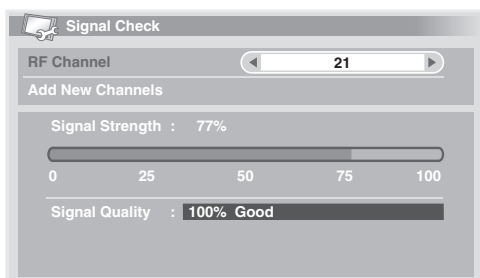 Signal Check
RF Channel 21
Add New Channels
Signal Strength : 77%
0 25 50 75 100
Signal Quality : 100% Good